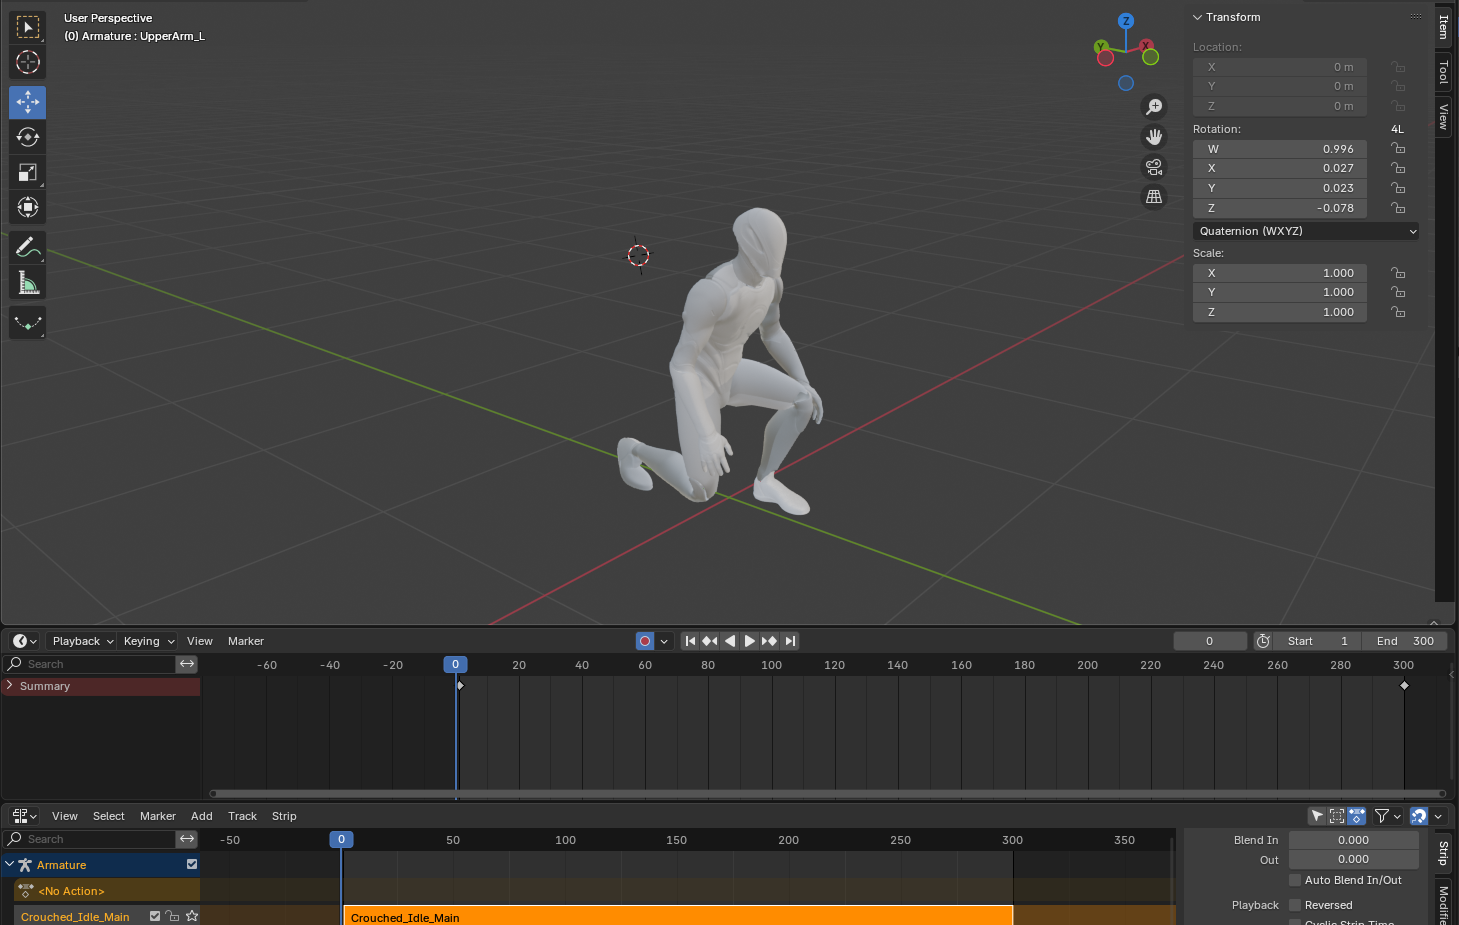 User Perspective
(0) Armature : UpperArm_L
Z
Y
X
Transform
Location:
X 0 m
Y 0 m
Z 0 m
Rotation: 4L
W 0.996
X 0.027
Y 0.023
Z -0.078
Quaternion (WXYZ)
Scale:
X 1.000
Y 1.000
Z 1.000
Item
Tool
View
Playback Keying View Marker 0 Start 1 End 300
Search -60 -40 -20 0 20 40 60 80 100 120 140 160 180 200 220 240 260 280 300
Summary
View Select Marker Add Track Strip
Search -50 0 50 100 150 200 250 300 350
Armature
<No Action>
Crouched_Idle_Main Crouched_Idle_Main
Blend In 0.000
Out 0.000
Auto Blend In/Out
Playback Reversed
Cyclic Strip Time
Strip